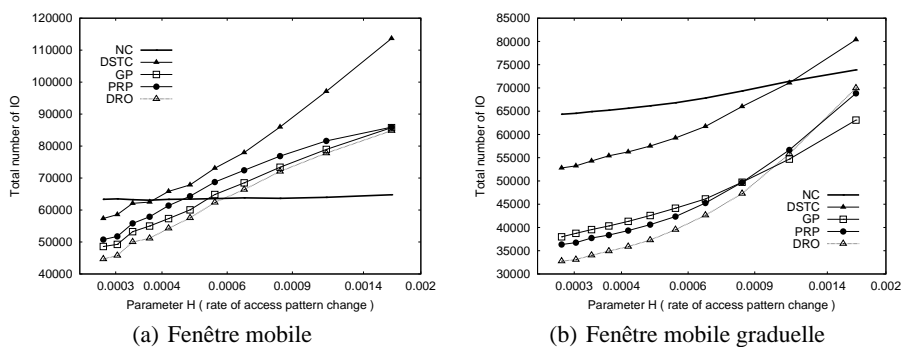 120000
110000
100000
90000
80000
70000
60000
50000
40000
Total number of IO
NC
DSTC
GP
PRP
DRO
0.0003 0.0004 0.0006 0.0009 0.0014 0.002
Parameter H ( rate of access pattern change )
(a) Fenêtre mobile
85000
80000
75000
70000
65000
60000
55000
50000
45000
40000
35000
30000
Total number of IO
NC
DSTC
GP
PRP
DRO
0.0003 0.0004 0.0006 0.0009 0.0014 0.002
Parameter H ( rate of access pattern change )
(b) Fenêtre mobile graduelle